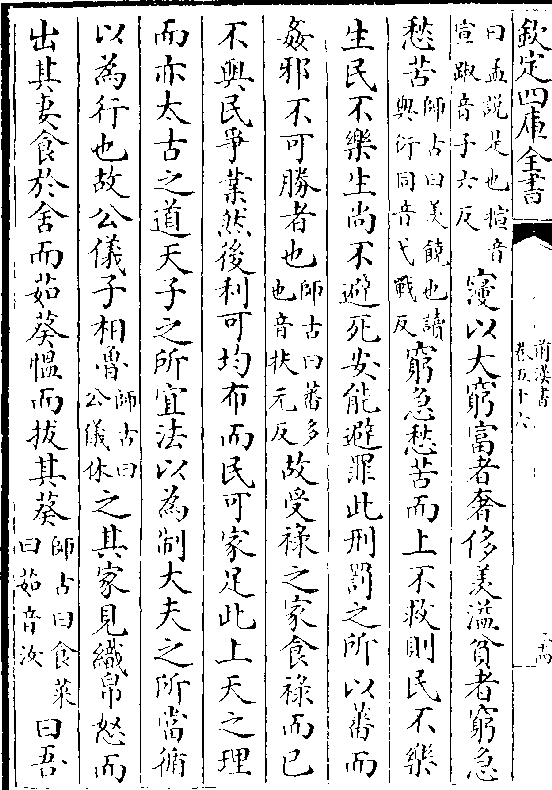 欽定四庫全書
前漢書
卷五十六
曰孟說是也朘音
宣踧音子六反
寖以大窮富者奢侈羡溢貧者窮急
愁苦
師古曰羡饒也讀
與衍同音弋戰反
窮急愁苦而上不救則民不樂
生民不樂生尚不避死安能避罪此刑罰之所以蕃而
姦邪不可勝者也
師古曰蕃多
也音扶元反
故受祿之家食祿而已
不與民爭業然後利可均布而民可家足此上天之理
而亦太古之道天子之所宜法以為制大夫之所當循
以為行也故公儀子相魯
師古曰
公儀休
之其家見織帛怒而
出其妻食於舍而茹葵愠而拔其葵
師古曰食菜
曰茹音汝
曰吾